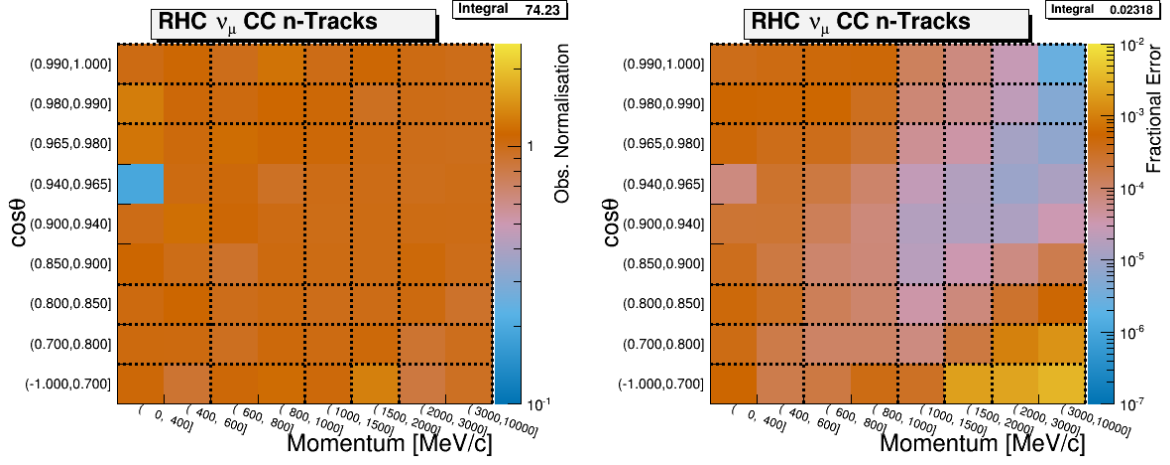 RHC νμ CC n-Tracks
Integral 74.23
(0.990,1.000]
(0.980,0.990]
(0.965,0.980]
(0.940,0.965]
(0.900,0.940]
(0.850,0.900]
(0.800,0.850]
(0.700,0.800]
(-1.000,0.700]
cosθ
( 0, 400]
( 400, 600]
( 600, 800]
( 800, 1000]
(1000, 1500]
(1500, 2000]
(2000, 3000]
(3000,10000]
Momentum [MeV/c]
1
10-1
Obs. Normalisation
RHC νμ CC n-Tracks
Integral 0.02318
(0.990,1.000]
(0.980,0.990]
(0.965,0.980]
(0.940,0.965]
(0.900,0.940]
(0.850,0.900]
(0.800,0.850]
(0.700,0.800]
(-1.000,0.700]
cosθ
( 0, 400]
( 400, 600]
( 600, 800]
( 800, 1000]
(1000, 1500]
(1500, 2000]
(2000, 3000]
(3000,10000]
Momentum [MeV/c]
10-2
10-3
10-4
10-5
10-6
10-7
Fractional Error